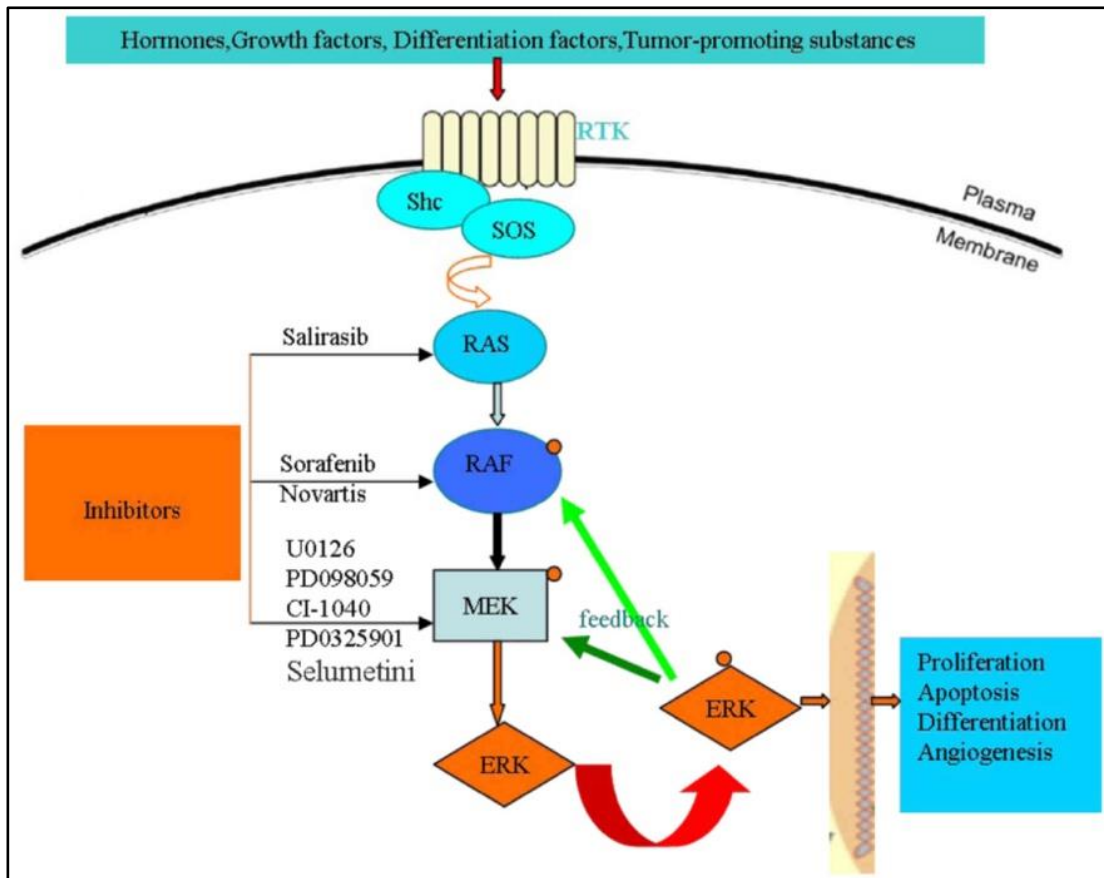 Hormones,Growth factors, Differentiation factors,Tumor-promoting substances
RTK
Shc
SOS
Plasma
Membrane
Salirasib
RAS
Inhibitors
Sorafenib
Novartis
RAF
U0126
PD098059
CI-1040
PD0325901
Selumetini
MEK
feedback
ERK
ERK
Proliferation
Apoptosis
Differentiation
Angiogenesis